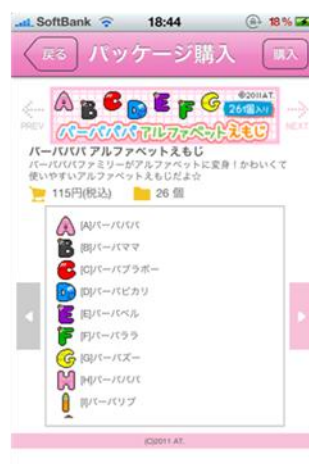 SoftBank 18:44 18%
戻る パッケージ購入 購入
©2011 AT.
A B C D E F G 26個入り
PREV バーバパパアルファベットえもじ NEXT
バーバパパ アルファベットえもじ
バーバパパファミリーがアルファベットに変身！かわいくて
使いやすいアルファベットえもじだよ☆
115円(税込) 26 個
A [A]バーバパパ
B [B]バーバママ
C [C]バーバブラボー
D [D]バーバピカリ
E [E]バーバベル
F [F]バーバララ
G [G]バーバズー
H [H]バーバパパ
I [I]バーバリブ
(C)2011 AT.